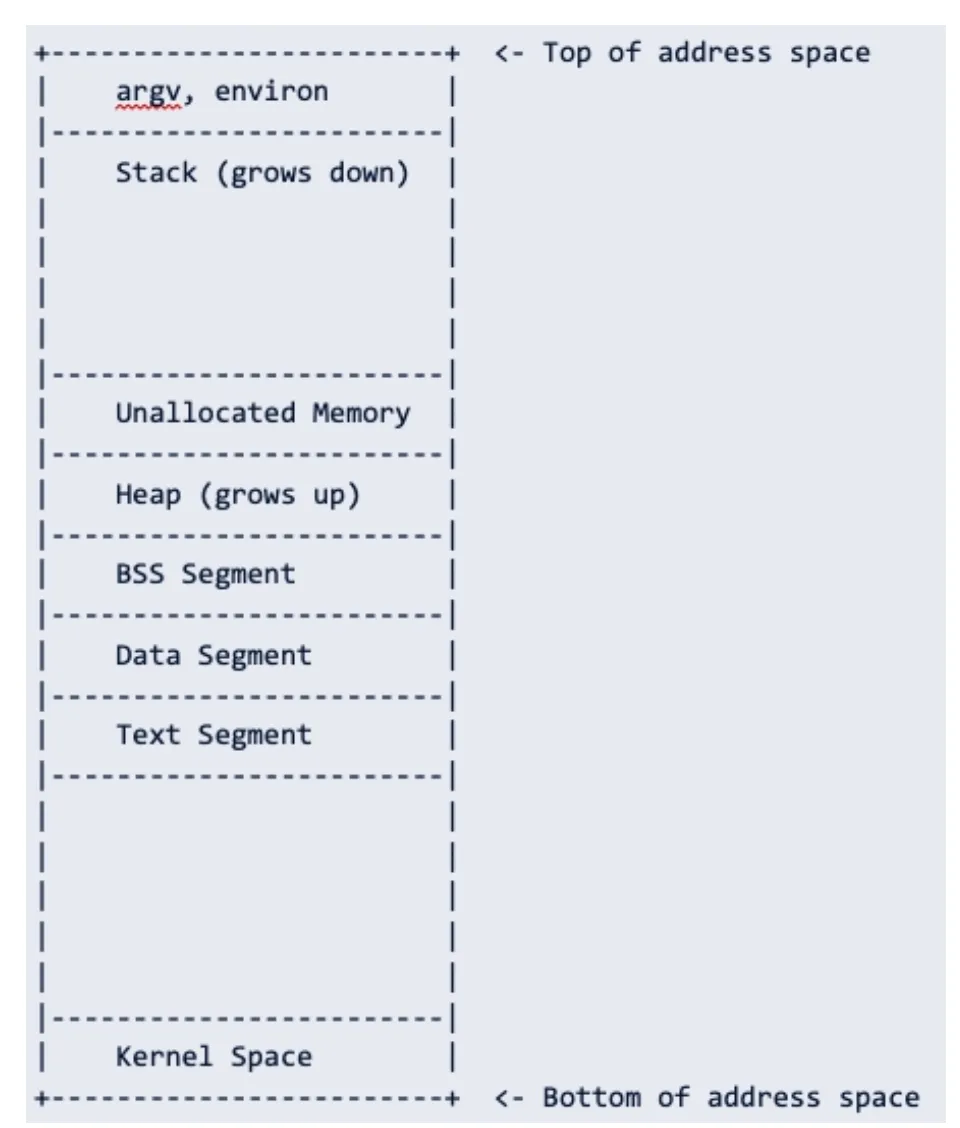 +------------------------+ <- Top of address space
| argv, environ |
|------------------------|
| Stack (grows down) |
| |
| |
| |
| |
|------------------------|
| Unallocated Memory |
|------------------------|
| Heap (grows up) |
|------------------------|
| BSS Segment |
|------------------------|
| Data Segment |
|------------------------|
| Text Segment |
|------------------------|
| |
| |
| |
| |
| |
|------------------------|
| Kernel Space |
+------------------------+ <- Bottom of address space